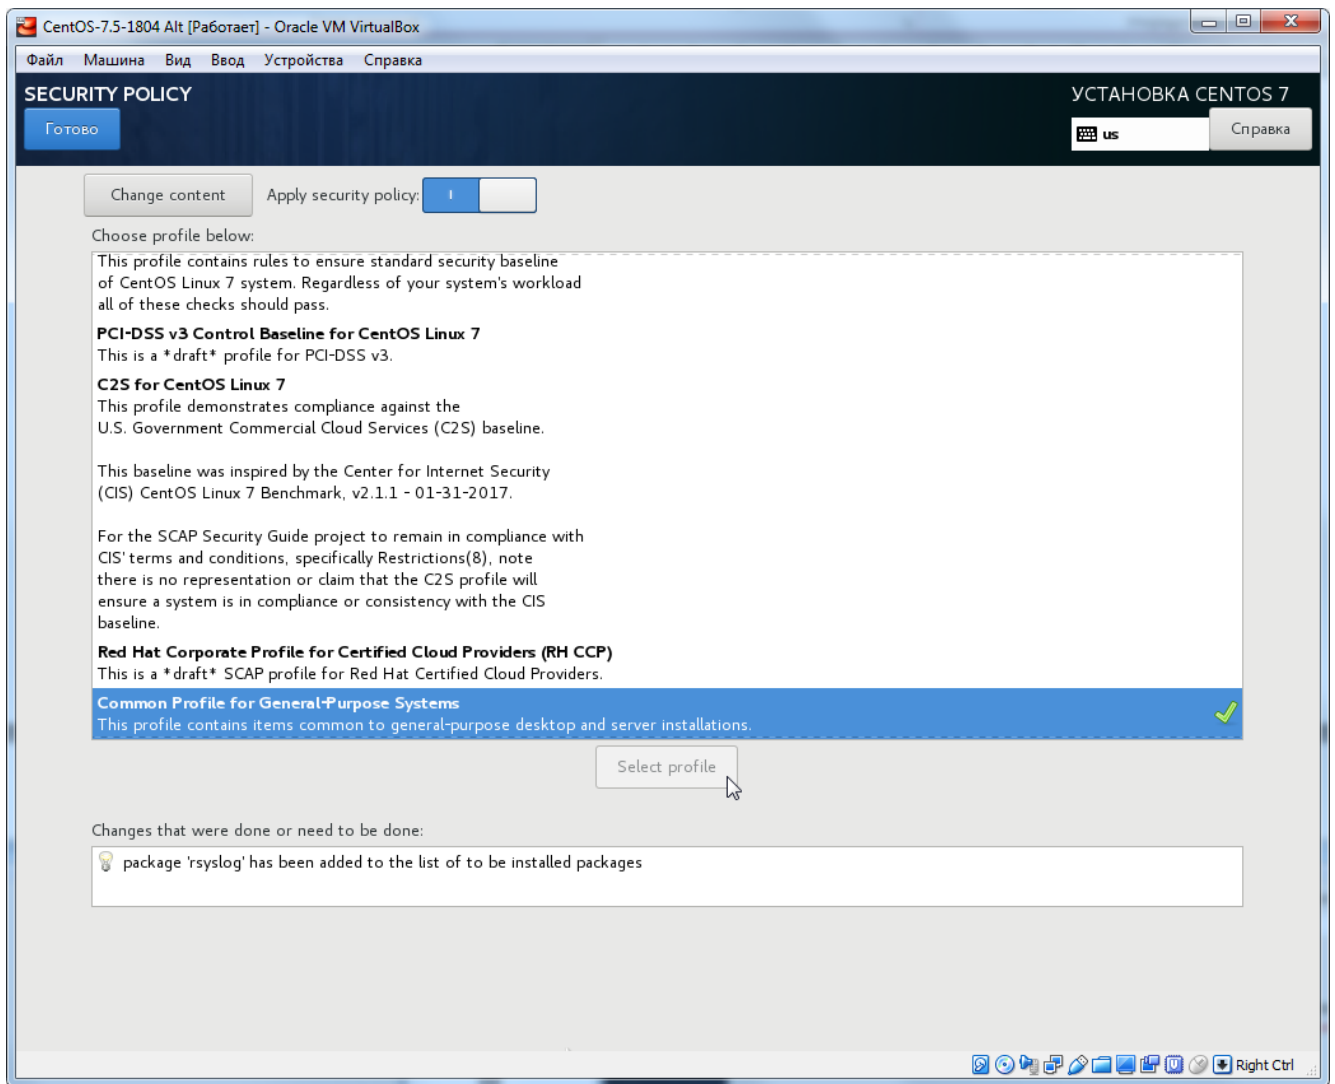 CentOS-7.5-1804 Alt [Работает] - Oracle VM VirtualBox
Файл Машина Вид Ввод Устройства Справка
SECURITY POLICY
УСТАНОВКА CENTOS 7
Готово
us
Справка
Change content
Apply security policy:
Choose profile below:
This profile contains rules to ensure standard security baseline
of CentOS Linux 7 system. Regardless of your system's workload
all of these checks should pass.
PCI-DSS v3 Control Baseline for CentOS Linux 7
This is a *draft* profile for PCI-DSS v3.
C2S for CentOS Linux 7
This profile demonstrates compliance against the
U.S. Government Commercial Cloud Services (C2S) baseline.
This baseline was inspired by the Center for Internet Security
(CIS) CentOS Linux 7 Benchmark, v2.1.1 - 01-31-2017.
For the SCAP Security Guide project to remain in compliance with
CIS' terms and conditions, specifically Restrictions(8), note
there is no representation or claim that the C2S profile will
ensure a system is in compliance or consistency with the CIS
baseline.
Red Hat Corporate Profile for Certified Cloud Providers (RH CCP)
This is a *draft* SCAP profile for Red Hat Certified Cloud Providers.
Common Profile for General-Purpose Systems
This profile contains items common to general-purpose desktop and server installations.
Select profile
Changes that were done or need to be done:
package 'rsyslog' has been added to the list of to be installed packages
Right Ctrl